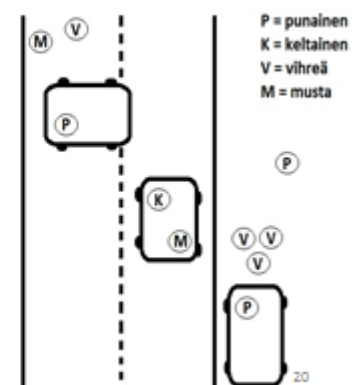 P = punainen
K = keltainen
V = vihreä
M = musta
V
M
P
P
K
M
V V
V
P
20